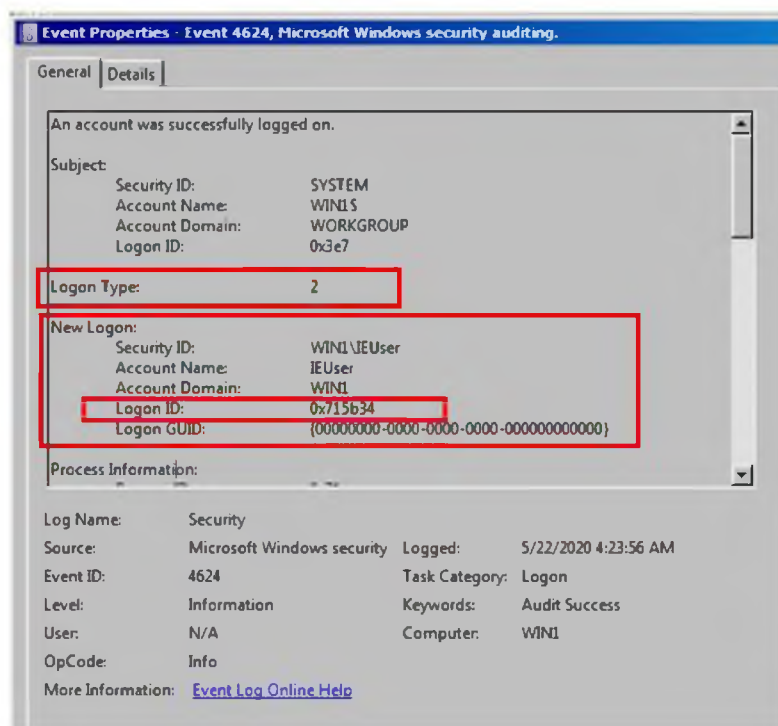 Event Properties - Event 4624, Microsoft Windows security auditing.
General Details
An account was successfully logged on.
Subject:
Security ID: SYSTEM
Account Name: WIN1$
Account Domain: WORKGROUP
Logon ID: 0x3e7
Logon Type: 2
New Logon:
Security ID: WIN1\IEUser
Account Name: IEUser
Account Domain: WIN1
Logon ID: 0x715b34
Logon GUID: {00000000-0000-0000-0000-000000000000}
Process Information:
Log Name: Security
Source: Microsoft Windows security Logged: 5/22/2020 4:23:56 AM
Event ID: 4624 Task Category: Logon
Level: Information Keywords: Audit Success
User: N/A Computer: WIN1
OpCode: Info
More Information: Event Log Online Help